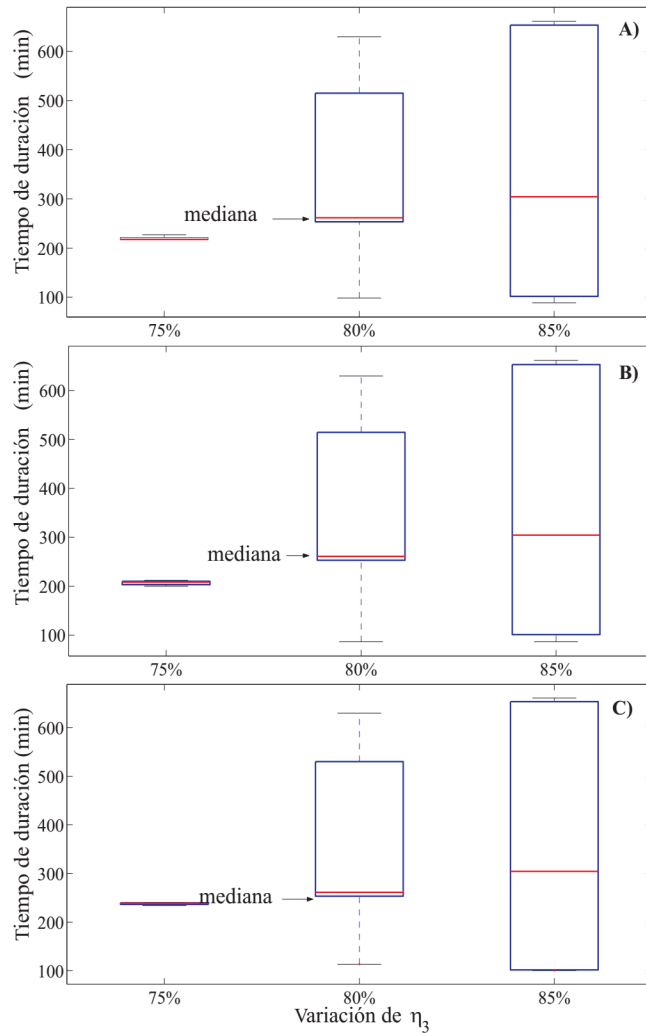 A)
Tiempo de duración (min)
600
500
400
300
200
100
mediana
75%
80%
85%
B)
Tiempo de duración (min)
600
500
400
300
200
100
mediana
75%
80%
85%
C)
Tiempo de duración (min)
600
500
400
300
200
100
mediana
75%
80%
85%
Variación de η3